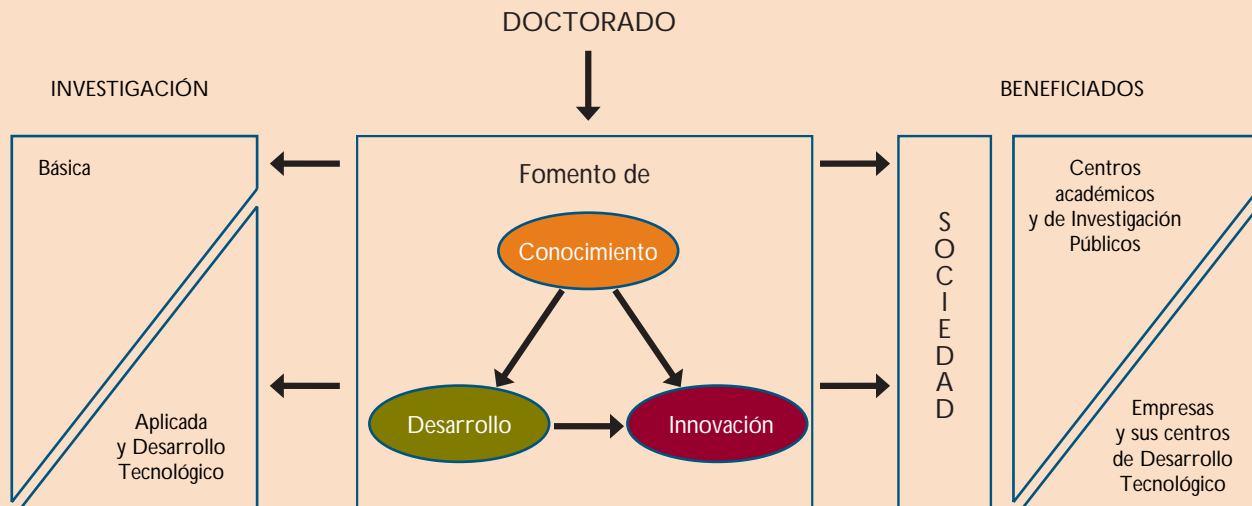 DOCTORADO
INVESTIGACIÓN
BENEFICIADOS
Básica
Aplicada
y Desarrollo
Tecnológico
Fomento de
Conocimiento
Desarrollo
Innovación
SOCIEDAD
Centros
académicos
y de Investigación
Públicos
Empresas
y sus centros
de Desarrollo
Tecnológico